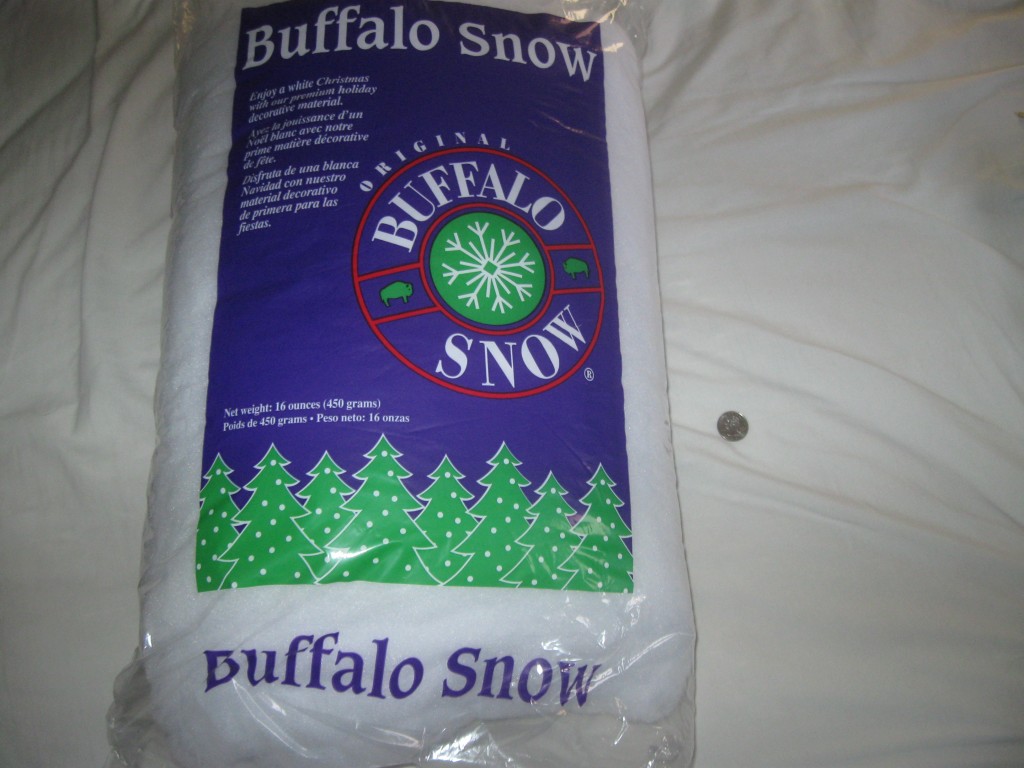 Buffalo Snow
Enjoy a white Christmas
with our premium holiday
decorative material.
Ayez la jouissance d'un
Noël blanc avec notre
prime matière décorative
de fête.
Disfruta de una blanca
Navidad con nuestro
material decorativo
de primera para las
fiestas.
ORIGINAL
BUFFALO
SNOW
®
Net weight: 16 ounces (450 grams)
Poids de 450 grams • Peso neto: 16 onzas
Buffalo Snow